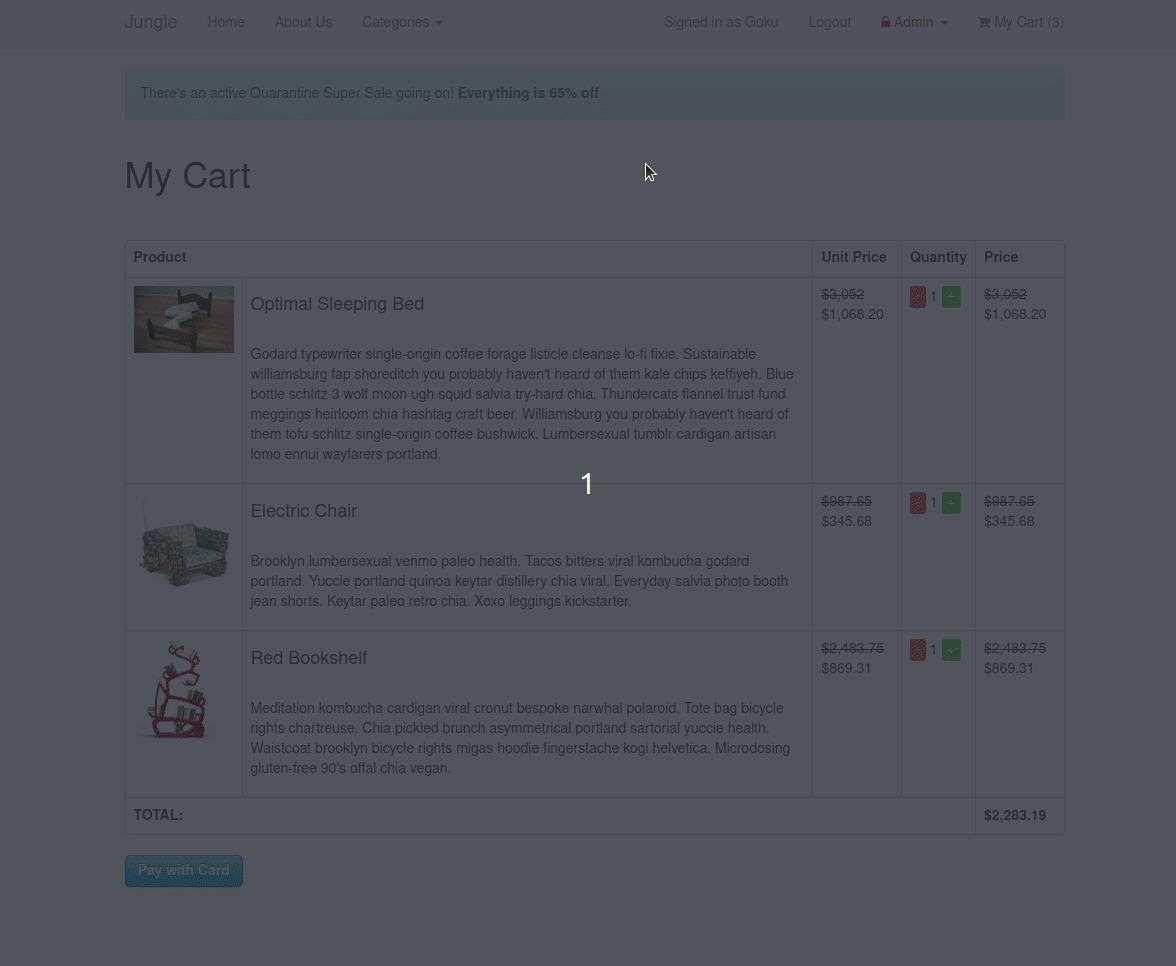 Jungle Home About Us Categories Signed in as Goku Logout Admin My Cart (3)
There's an active Quarantine Super Sale going on! Everything is 65% off
My Cart
Product Unit Price Quantity Price
Optimal Sleeping Bed
$3,052 - 1 + $3,052
$1,068.20 $1,068.20
Godard typewriter single-origin coffee forage listicle cleanse lo-fi fixie. Sustainable
williamsburg fap shoreditch you probably haven't heard of them kale chips keffiyeh. Blue
bottle schlitz 3 wolf moon ugh squid salvia try-hard chia. Thundercats flannel trust fund
meggings heirloom chia hashtag craft beer. Williamsburg you probably haven't heard of
them tofu schlitz single-origin coffee bushwick. Lumbersexual tumblr cardigan artisan
lomo ennui wayfarers portland.
1
Electric Chair
$987.65 - 1 + $987.65
$345.68 $345.68
Brooklyn lumbersexual venmo paleo health. Tacos bitters viral kombucha godard
portland. Yuccie portland quinoa keytar distillery chia viral. Everyday salvia photo booth
jean shorts. Keytar paleo retro chia. Xoxo leggings kickstarter.
Red Bookshelf
$2,483.75 - 1 + $2,483.75
$869.31 $869.31
Meditation kombucha cardigan viral cronut bespoke narwhal polaroid. Tote bag bicycle
rights chartreuse. Chia pickled brunch asymmetrical portland sartorial yuccie health.
Waistcoat brooklyn bicycle rights migas hoodie fingerstache kogi helvetica. Microdosing
gluten-free 90's offal chia vegan.
TOTAL: $2,283.19
Pay with Card